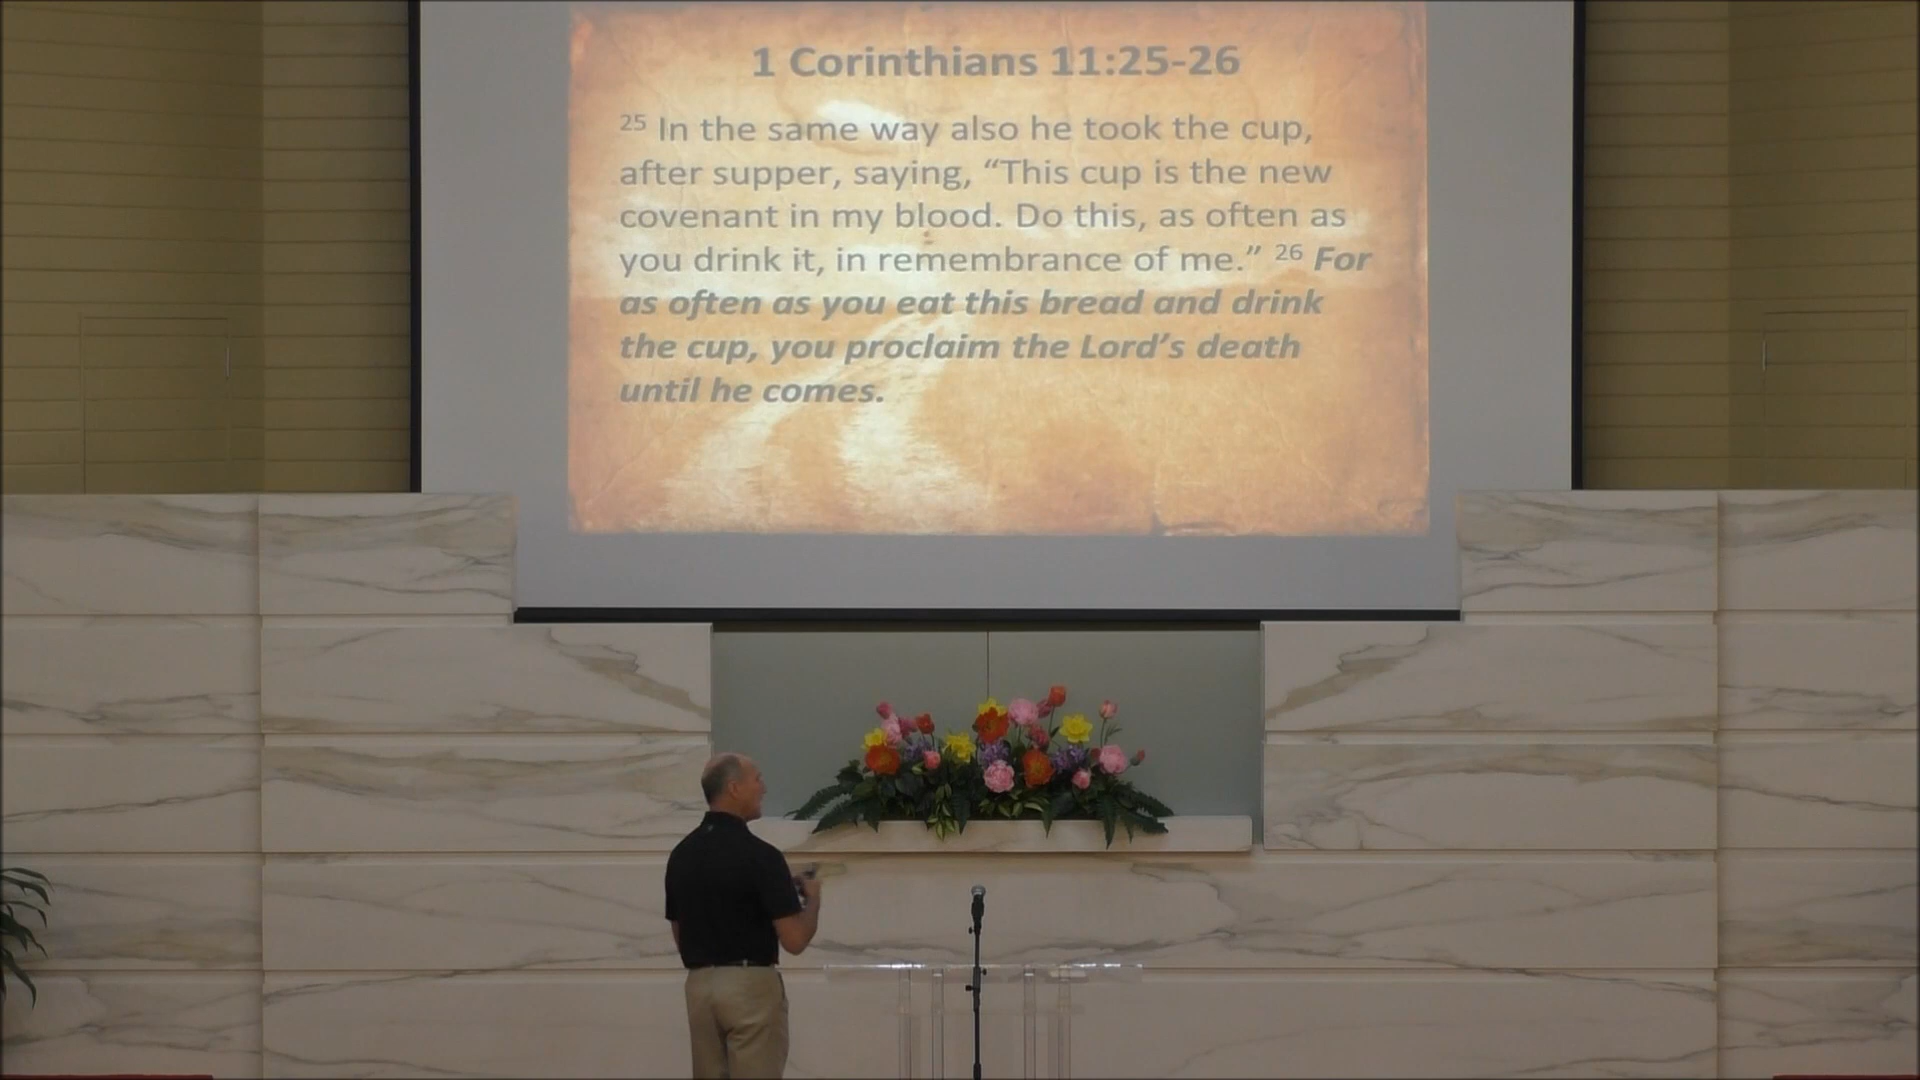 1 Corinthians 11:25-26
25 In the same way also he took the cup,
after supper, saying, “This cup is the new
covenant in my blood. Do this, as often as
you drink it, in remembrance of me.” 26 For
as often as you eat this bread and drink
the cup, you proclaim the Lord’s death
until he comes.